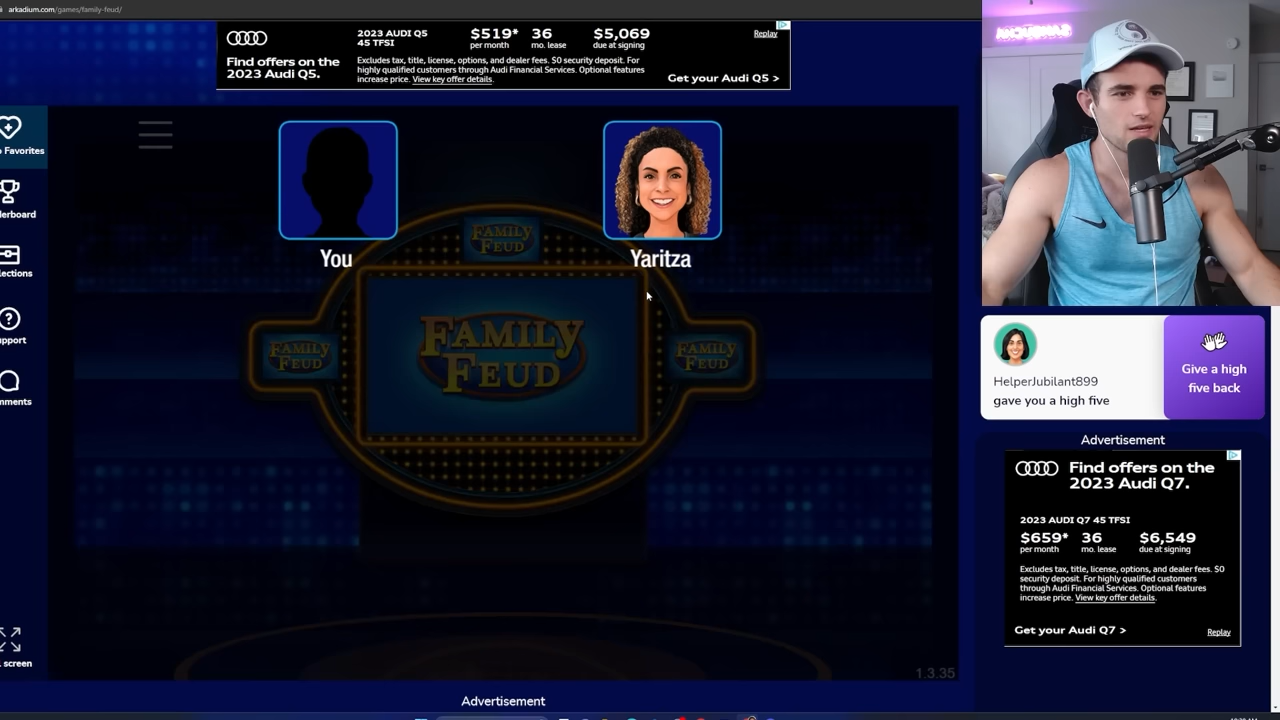 arkadium.com/games/family-feud/
2023 AUDI Q5
45 TFSI
$519* 36 $5,069
per month mo. lease due at signing
Replay
Find offers on the
2023 Audi Q5.
Excludes tax, title, license, options, and dealer fees. $0 security deposit. For
highly qualified customers through Audi Financial Services. Optional features
increase price. View key offer details.
Get your Audi Q5 >
Favorites
You
Yaritza
FAMILY
FEUD
FAMILY
FEUD
FAMILY
FEUD
FAMILY
FEUD
HelperJubilant899
gave you a high five
Give a high
five back
Advertisement
Find offers on the
2023 Audi Q7.
2023 AUDI Q7 45 TFSI
$659* 36 $6,549
per month mo. lease due at signing
Excludes tax, title, license, options, and dealer fees. $0
security deposit. For highly qualified customers
through Audi Financial Services. Optional features
increase price. View key offer details.
Get your Audi Q7 >
Replay
screen
1.3.35
Advertisement